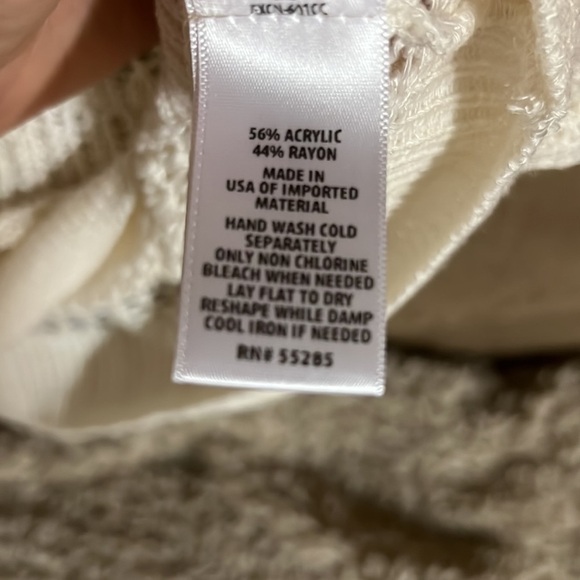 56% ACRYLIC
44% RAYON
MADE IN
USA OF IMPORTED
MATERIAL
HAND WASH COLD
SEPARATELY
ONLY NON CHLORINE
BLEACH WHEN NEEDED
LAY FLAT TO DRY
RESHAPE WHILE DAMP
COOL IRON IF NEEDED
RN# 55285